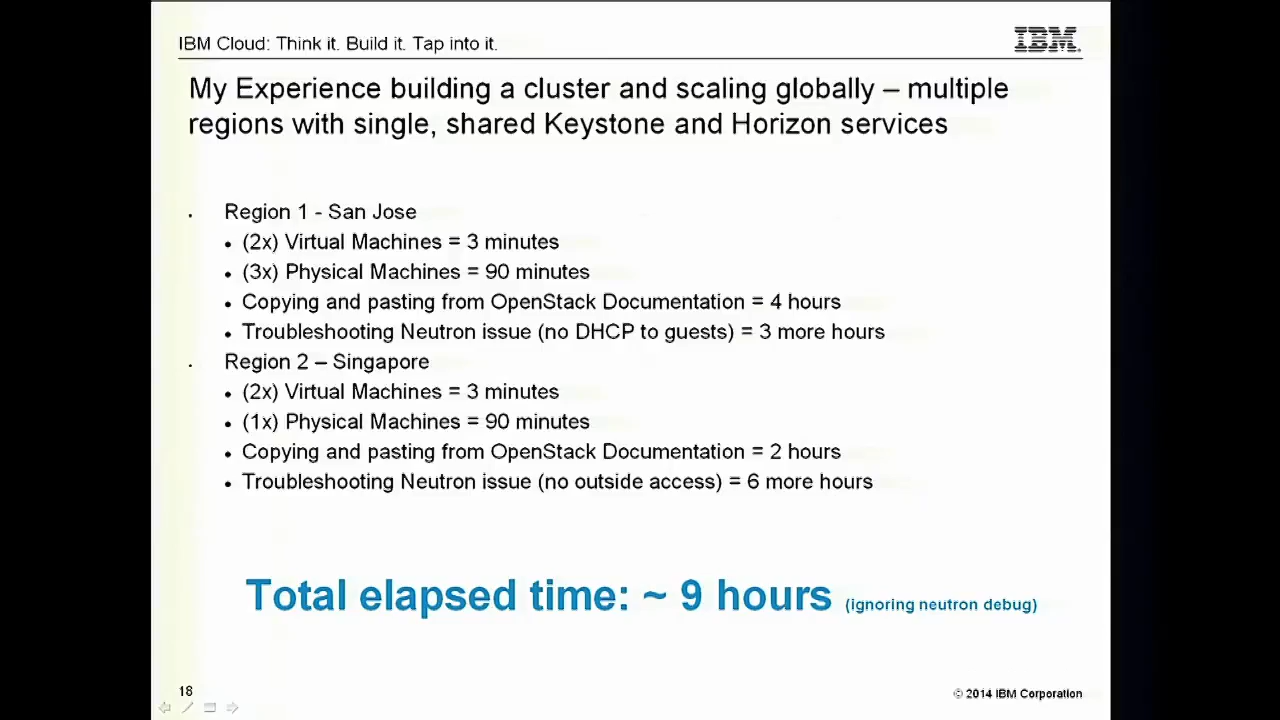 IBM Cloud: Think it. Build it. Tap into it.
IBM
My Experience building a cluster and scaling globally – multiple
regions with single, shared Keystone and Horizon services
Region 1 - San Jose
• (2x) Virtual Machines = 3 minutes
• (3x) Physical Machines = 90 minutes
• Copying and pasting from OpenStack Documentation = 4 hours
• Troubleshooting Neutron issue (no DHCP to guests) = 3 more hours
Region 2 – Singapore
• (2x) Virtual Machines = 3 minutes
• (1x) Physical Machines = 90 minutes
• Copying and pasting from OpenStack Documentation = 2 hours
• Troubleshooting Neutron issue (no outside access) = 6 more hours
Total elapsed time: ~ 9 hours (ignoring neutron debug)
18
© 2014 IBM Corporation